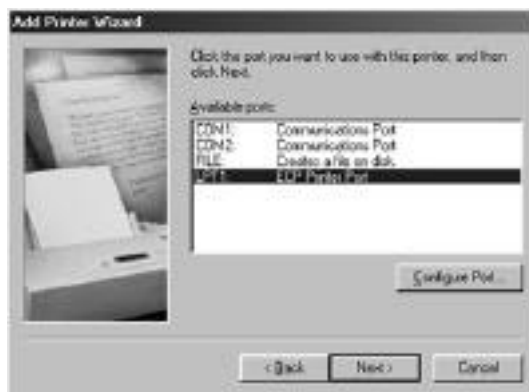 Add Printer Wizard
Click the port you want to use with this printer, and then
click Next.
Available ports:
COM1: Communications Port
COM2: Communications Port
FILE: Creates a file on disk.
LPT1: ECP Printer Port
Configure Port...
< Back
Next >
Cancel